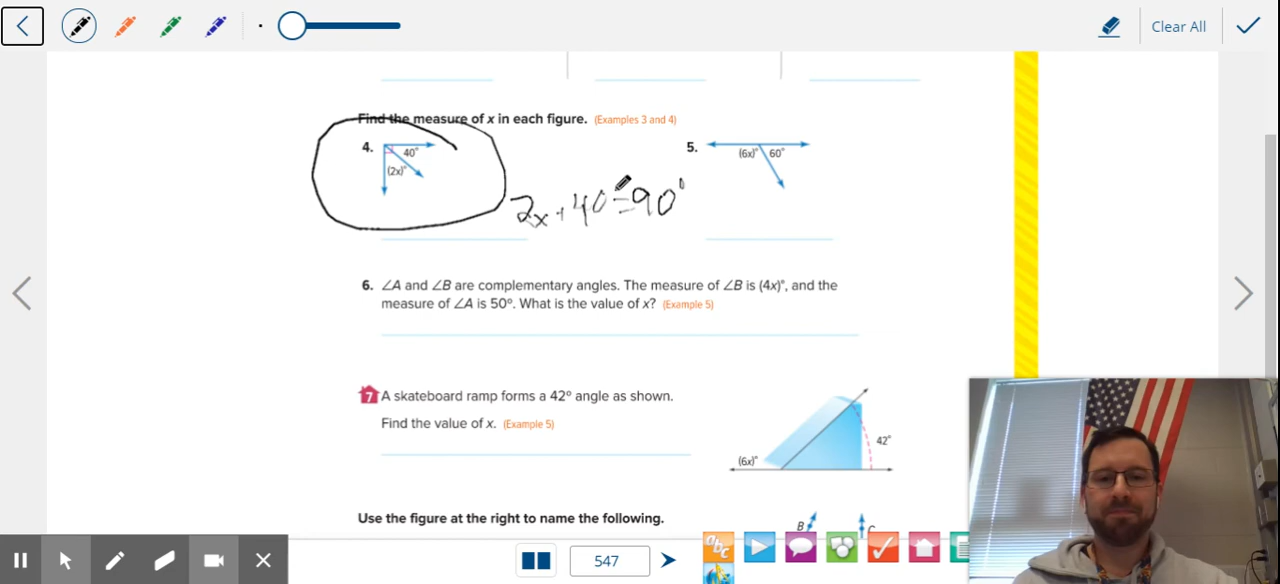 Clear All
Find the measure of x in each figure. (Examples 3 and 4)
4. 40° (2x)°
2x + 40 = 90°
5. (6x)° 60°
6. ∠A and ∠B are complementary angles. The measure of ∠B is (4x)°, and the
measure of ∠A is 50°. What is the value of x? (Example 5)
7 A skateboard ramp forms a 42° angle as shown.
Find the value of x. (Example 5)
42°
(6x)°
Use the figure at the right to name the following.
B C
547
abc